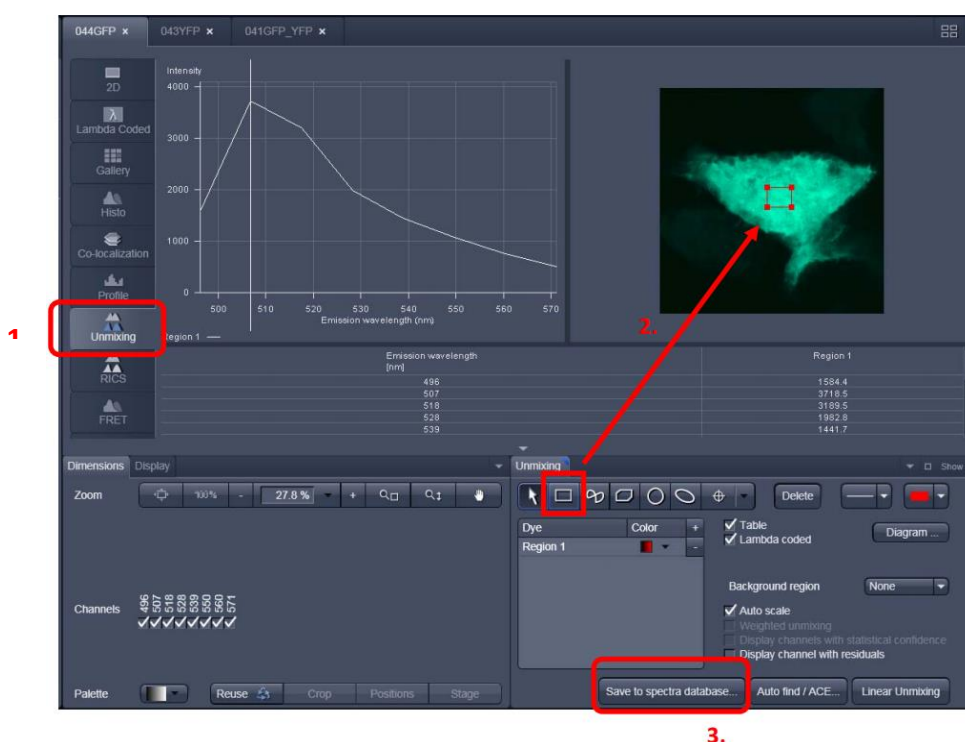 044GFP × 043YFP × 041GFP_YFP ×
2D
Lambda Coded
Gallery
Histo
Co-localization
Profile
1
Unmixing
RICS
FRET
Intensity
4000
3000
2000
1000
0
500 510 520 530 540 550 560 570
Emission wavelength (nm)
Region 1
2.
Emission wavelength Region 1
[nm]
496 1584.4
507 3718.5
518 3189.5
528 1982.8
539 1441.7
Dimensions Display
Zoom 100% - 27.8 % +
Channels 496 507 518 528 539 550 560 571
Palette Reuse Crop Positions Stage
Unmixing Show
Delete
Dye Color +
Region 1 -
Table
Lambda coded
Diagram ...
Background region None
Auto scale
Weighted unmixing
Display channels with statistical confidence
Display channel with residuals
Save to spectra database... Auto find / ACE... Linear Unmixing
3.